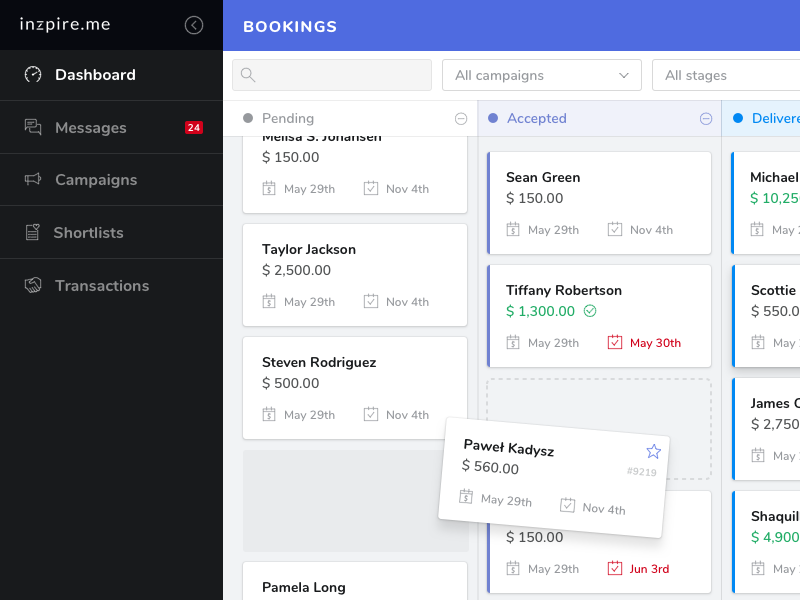 inzpire.me
BOOKINGS
Dashboard
Messages 24
Campaigns
Shortlists
Transactions
All campaigns
All stages
Pending
Melisa S. Johansen
$ 150.00
May 29th Nov 4th
Taylor Jackson
$ 2,500.00
May 29th Nov 4th
Steven Rodriguez
$ 500.00
May 29th Nov 4th
Pamela Long
Accepted
Sean Green
$ 150.00
May 29th Nov 4th
Tiffany Robertson
$ 1,300.00
May 29th May 30th
Paweł Kadysz
$ 560.00
#9219
May 29th Nov 4th
$ 150.00
May 29th Jun 3rd
Delivere
Michael
$ 10,25
May 2
Scottie
$ 550.0
May
James C
$ 2,750
May
Shaquil
$ 4,900
May